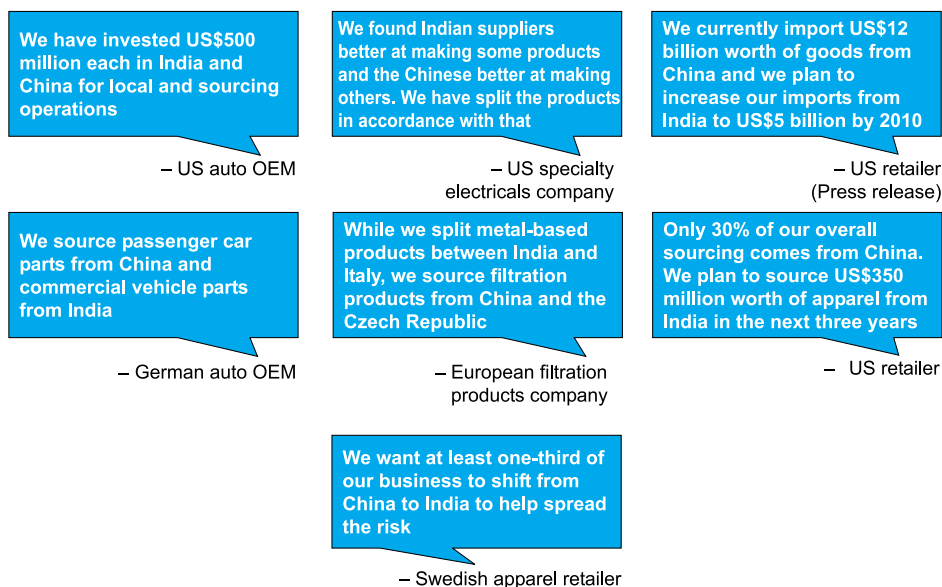 We have invested US$500
million each in India and
China for local and sourcing
operations
– US auto OEM
We found Indian suppliers
better at making some products
and the Chinese better at making
others. We have split the products
in accordance with that
– US specialty
electricals company
We currently import US$12
billion worth of goods from
China and we plan to
increase our imports from
India to US$5 billion by 2010
– US retailer
(Press release)
We source passenger car
parts from China and
commercial vehicle parts
from India
– German auto OEM
While we split metal-based
products between India and
Italy, we source filtration
products from China and the
Czech Republic
– European filtration
products company
Only 30% of our overall
sourcing comes from China.
We plan to source US$350
million worth of apparel from
India in the next three years
– US retailer
We want at least one-third of
our business to shift from
China to India to help spread
the risk
– Swedish apparel retailer